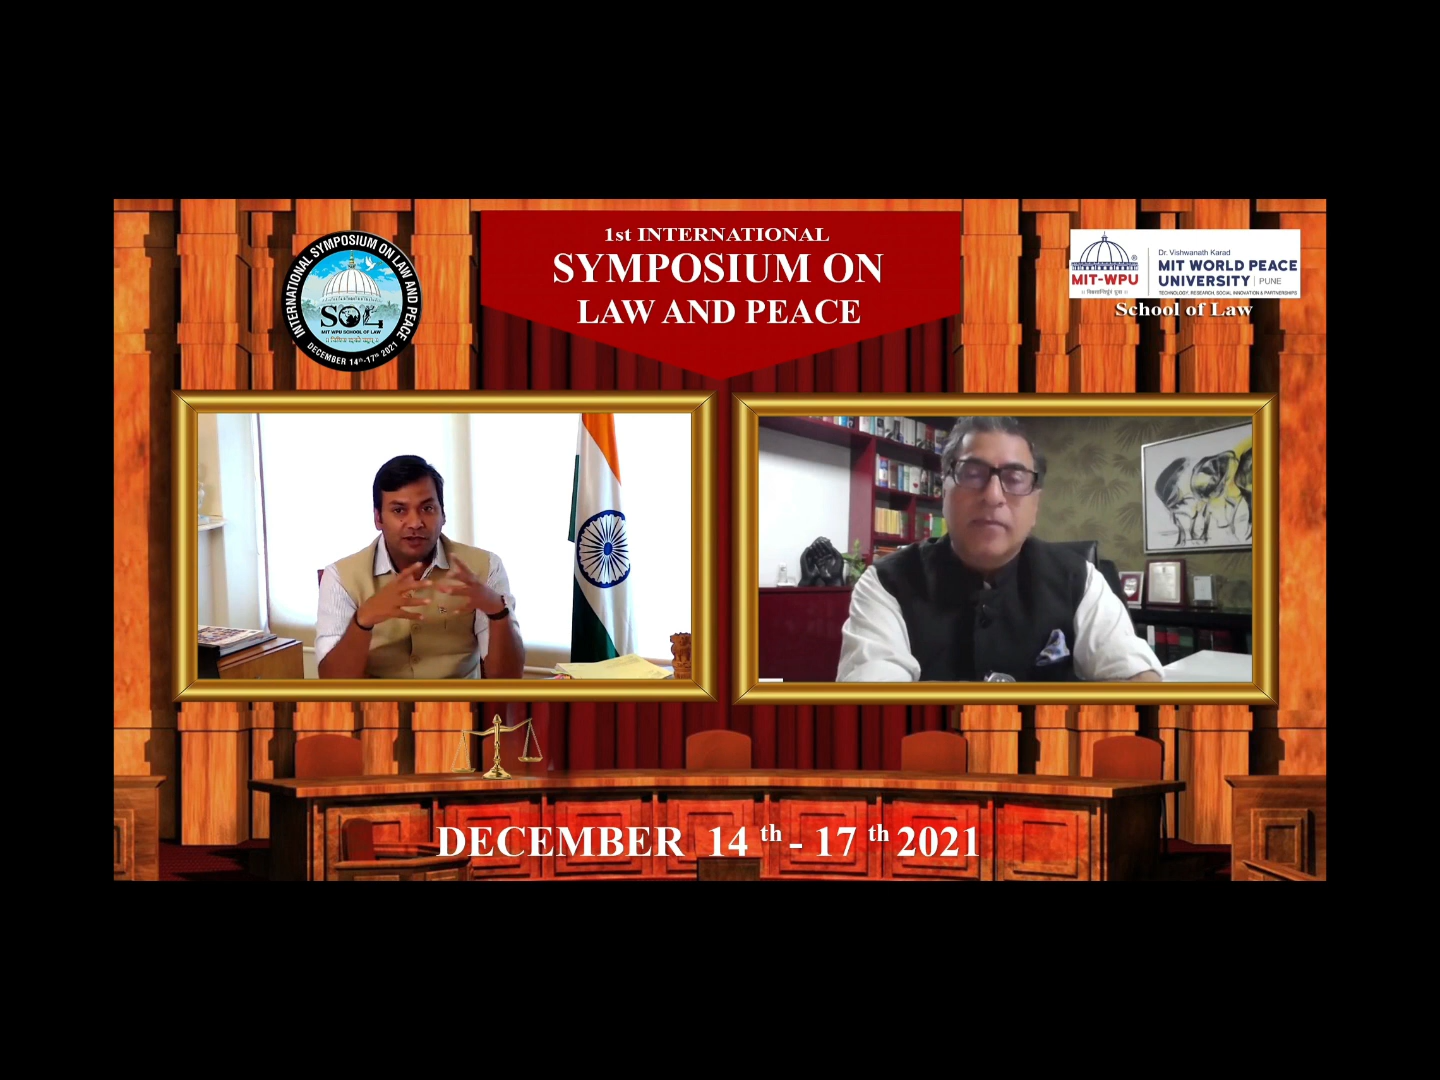 1st INTERNATIONAL
SYMPOSIUM ON
LAW AND PEACE
INTERNATIONAL SYMPOSIUM ON LAW AND PEACE
SOL
MIT WPU SCHOOL OF LAW
DECEMBER 14th-17th 2021
MIT-WPU
Dr. Vishwanath Karad
MIT WORLD PEACE
UNIVERSITY | PUNE
TECHNOLOGY, RESEARCH, SOCIAL INNOVATION & PARTNERSHIPS
School of Law
DECEMBER 14 th - 17 th 2021